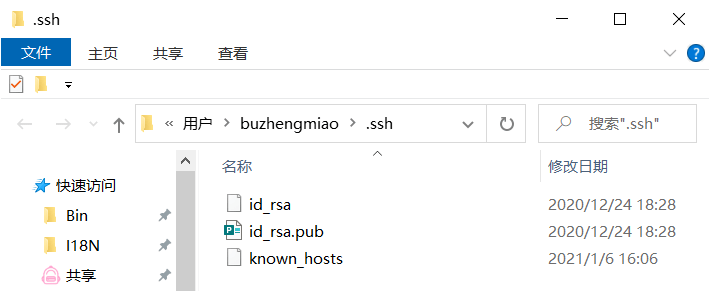 .ssh
文件 主页 共享 查看
« 用户 > buzhengmiao > .ssh 搜索".ssh"
名称 修改日期
快速访问
Bin
I18N
共享
id_rsa 2020/12/24 18:28
id_rsa.pub 2020/12/24 18:28
known_hosts 2021/1/6 16:06